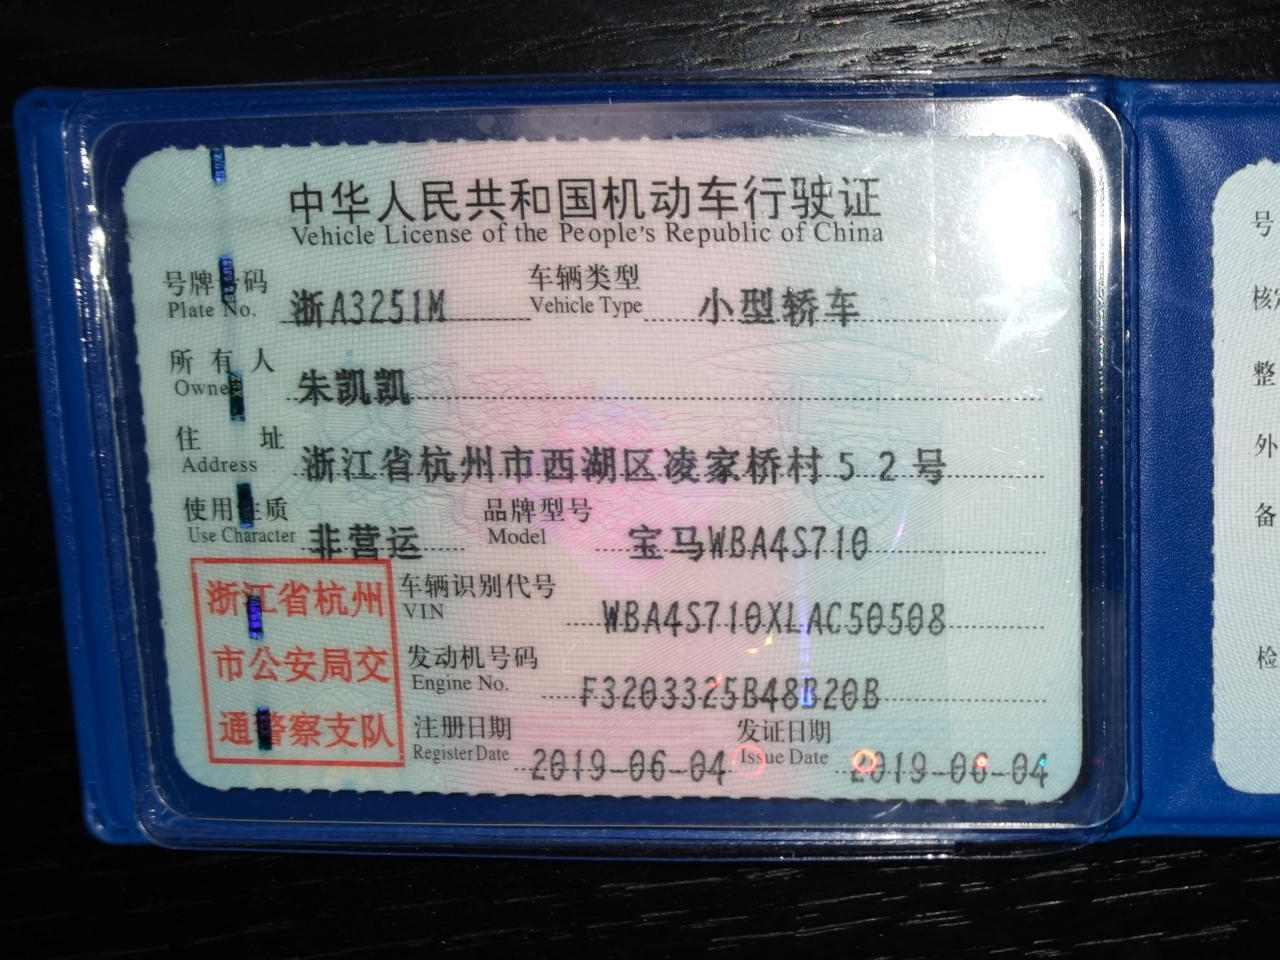 中华人民共和国机动车行驶证
Vehicle License of the People's Republic of China
号牌号码 浙A3251M 车辆类型 小型轿车
Plate No. Vehicle Type
所有人 朱凯凯
Owner
住址 浙江省杭州市西湖区凌家桥村52号
Address
使用性质 非营运 品牌型号 宝马WBA4S710
Use Character Model
浙江省杭州
市公安局交
通警察支队
车辆识别代号 WBA4S710XLAC50508
VIN
发动机号码 F3203325B48B20B
Engine No.
注册日期 2019-06-04 发证日期 2019-06-04
Register Date Issue Date
号
核
整
外
备
检